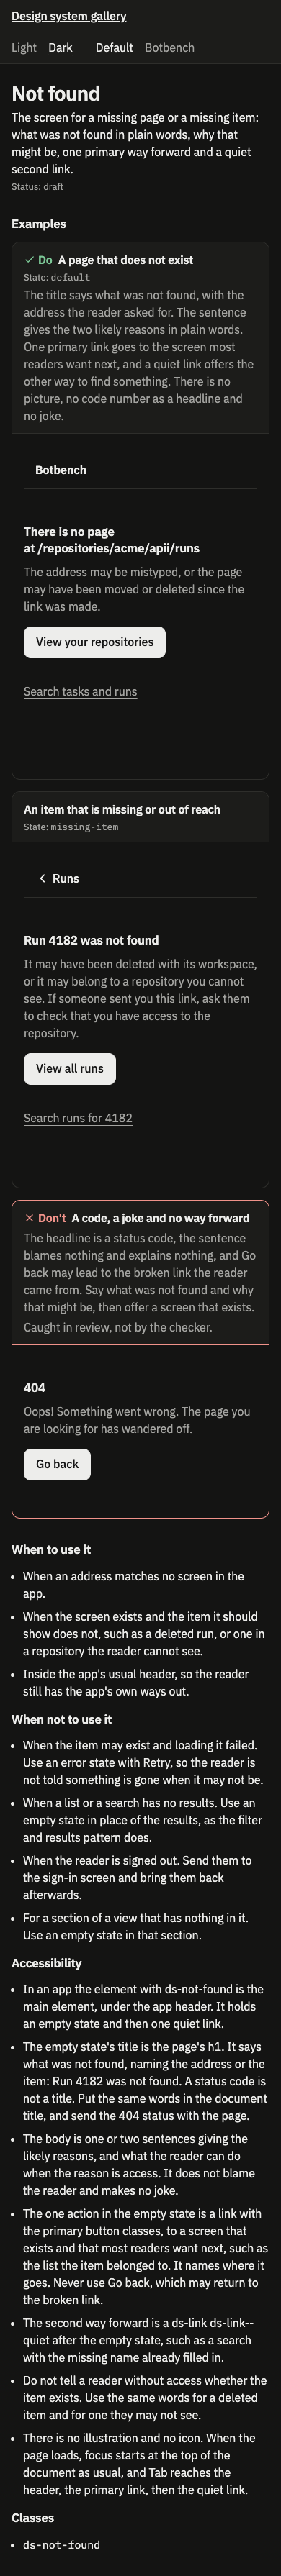 Design system gallery
Light Dark Default Botbench
Not found
The screen for a missing page or a missing item:
what was not found in plain words, why that
might be, one primary way forward and a quiet
second link.
Status: draft
Examples
Do A page that does not exist
State: default
The title says what was not found, with the
address the reader asked for. The sentence
gives the two likely reasons in plain words.
One primary link goes to the screen most
readers want next, and a quiet link offers the
other way to find something. There is no
picture, no code number as a headline and
no joke.
Botbench
There is no page
at /repositories/acme/apii/runs
The address may be mistyped, or the page
may have been moved or deleted since the
link was made.
View your repositories
Search tasks and runs
An item that is missing or out of reach
State: missing-item
Runs
Run 4182 was not found
It may have been deleted with its workspace,
or it may belong to a repository you cannot
see. If someone sent you this link, ask them
to check that you have access to the
repository.
View all runs
Search runs for 4182
Don't A code, a joke and no way forward
The headline is a status code, the sentence
blames nothing and explains nothing, and Go
back may lead to the broken link the reader
came from. Say what was not found and why
that might be, then offer a screen that exists.
Caught in review, not by the checker.
404
Oops! Something went wrong. The page you
are looking for has wandered off.
Go back
When to use it
• When an address matches no screen in the
app.
• When the screen exists and the item it should
show does not, such as a deleted run, or one in
a repository the reader cannot see.
• Inside the app's usual header, so the reader
still has the app's own ways out.
When not to use it
• When the item may exist and loading it failed.
Use an error state with Retry, so the reader is
not told something is gone when it may not be.
• When a list or a search has no results. Use an
empty state in place of the results, as the filter
and results pattern does.
• When the reader is signed out. Send them to
the sign-in screen and bring them back
afterwards.
• For a section of a view that has nothing in it.
Use an empty state in that section.
Accessibility
• In an app the element with ds-not-found is the
main element, under the app header. It holds
an empty state and then one quiet link.
• The empty state's title is the page's h1. It says
what was not found, naming the address or the
item: Run 4182 was not found. A status code is
not a title. Put the same words in the document
title, and send the 404 status with the page.
• The body is one or two sentences giving the
likely reasons, and what the reader can do
when the reason is access. It does not blame
the reader and makes no joke.
• The one action in the empty state is a link with
the primary button classes, to a screen that
exists and that most readers want next, such as
the list the item belonged to. It names where it
goes. Never use Go back, which may return to
the broken link.
• The second way forward is a ds-link ds-link--
quiet after the empty state, such as a search
with the missing name already filled in.
• Do not tell a reader without access whether the
item exists. Use the same words for a deleted
item and for one they may not see.
• There is no illustration and no icon. When the
page loads, focus starts at the top of the
document as usual, and Tab reaches the
header, the primary link, then the quiet link.
Classes
• ds-not-found